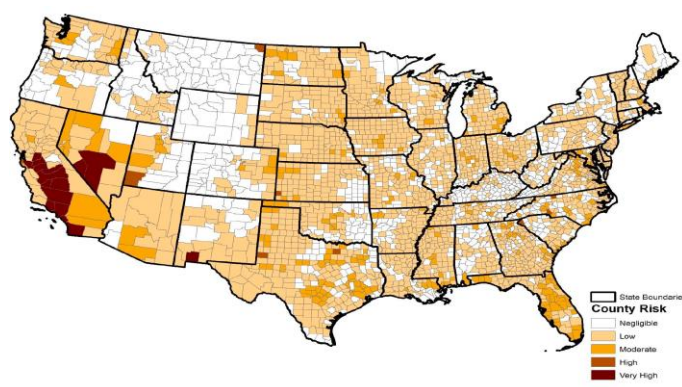 State Boundarie
County Risk
Negligible
Low
Moderate
High
Very High